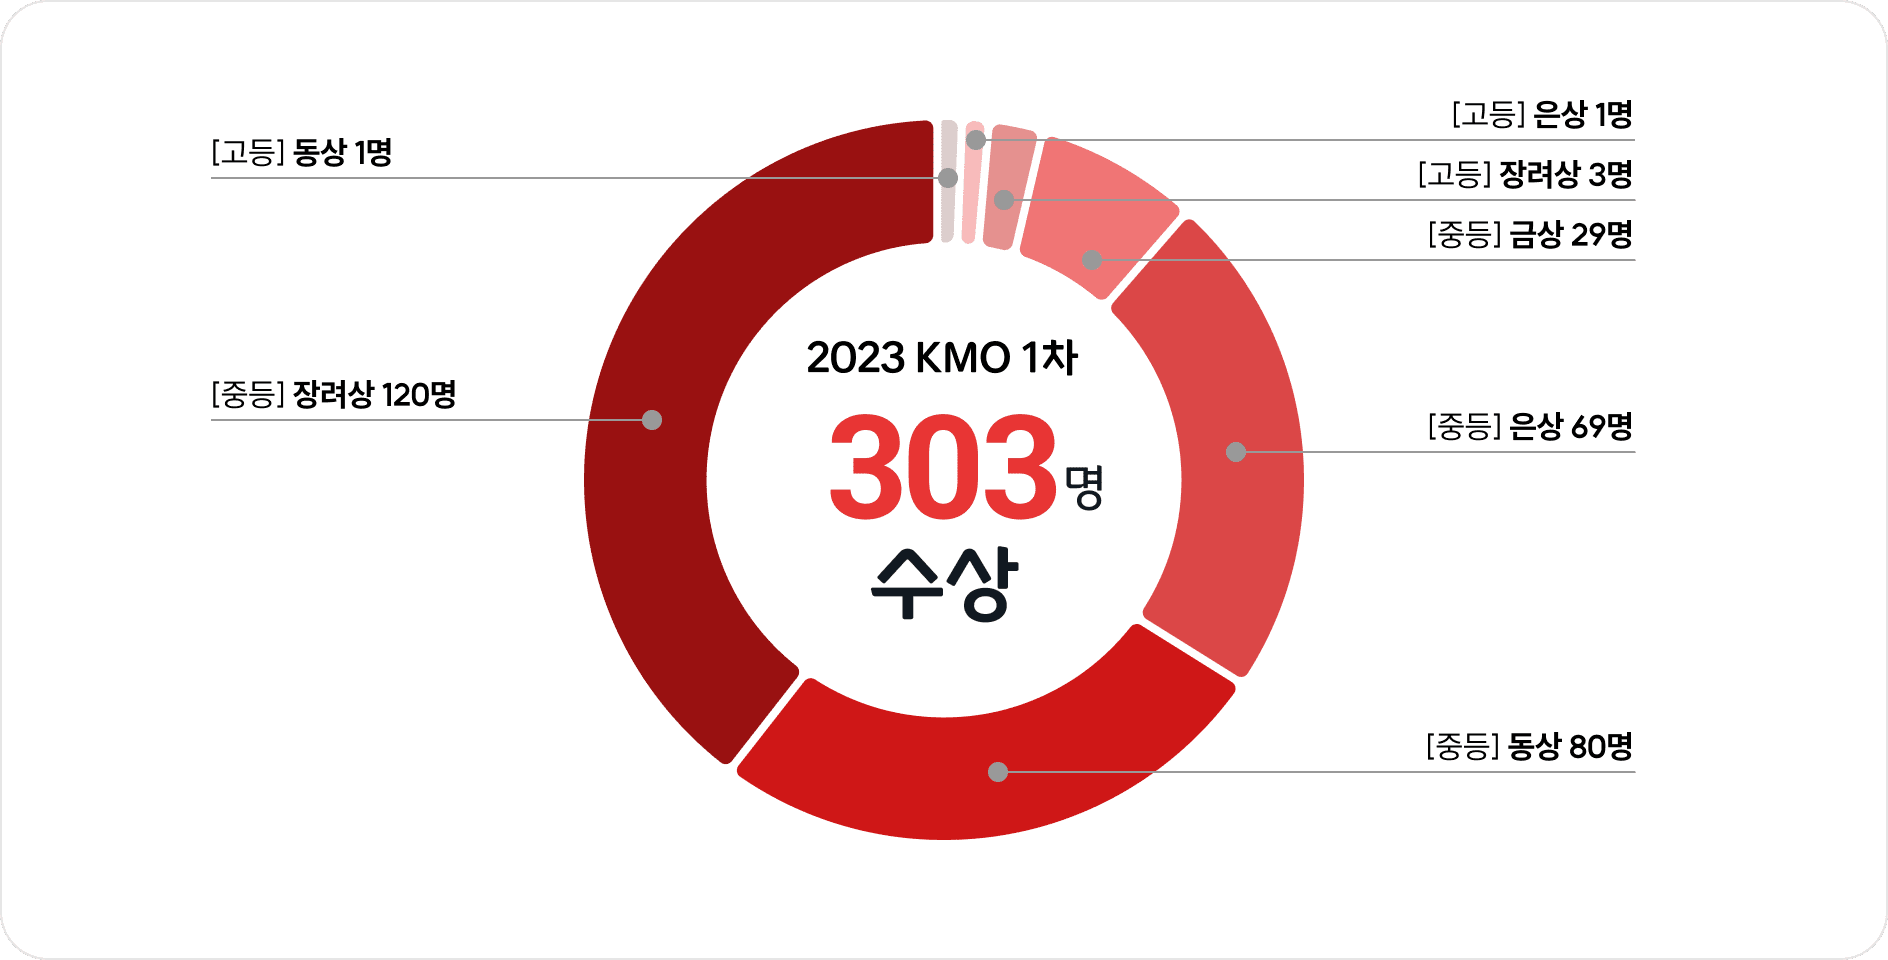 [고등] 동상 1명
[중등] 장려상 120명
2023 KMO 1차
303명
수상
[고등] 은상 1명
[고등] 장려상 3명
[중등] 금상 29명
[중등] 은상 69명
[중등] 동상 80명